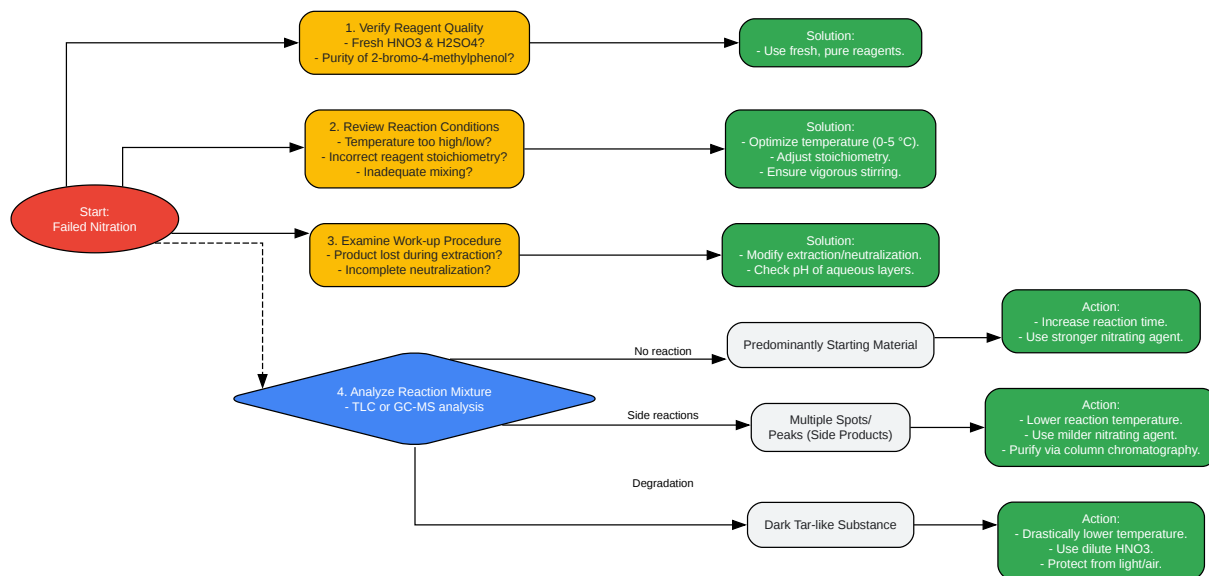 1. Verify Reagent Quality
- Fresh HNO3 & H2SO4?
- Purity of 2-bromo-4-methylphenol?
Solution:
- Use fresh, pure reagents.
2. Review Reaction Conditions
- Temperature too high/low?
- Incorrect reagent stoichiometry?
- Inadequate mixing?
Solution:
- Optimize temperature (0-5 °C).
- Adjust stoichiometry.
- Ensure vigorous stirring.
Start:
Failed Nitration
3. Examine Work-up Procedure
- Product lost during extraction?
- Incomplete neutralization?
Solution:
- Modify extraction/neutralization.
- Check pH of aqueous layers.
4. Analyze Reaction Mixture
- TLC or GC-MS analysis
No reaction
Predominantly Starting Material
Action:
- Increase reaction time.
- Use stronger nitrating agent.
Side reactions
Multiple Spots/
Peaks (Side Products)
Action:
- Lower reaction temperature.
- Use milder nitrating agent.
- Purify via column chromatography.
Degradation
Dark Tar-like Substance
Action:
- Drastically lower temperature.
- Use dilute HNO3.
- Protect from light/air.